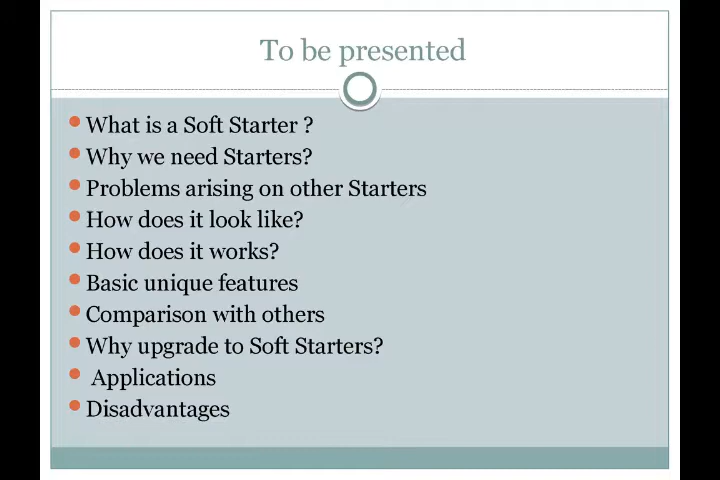 To be presented
What is a Soft Starter ?
Why we need Starters?
Problems arising on other Starters
How does it look like?
How does it works?
Basic unique features
Comparison with others
Why upgrade to Soft Starters?
Applications
Disadvantages